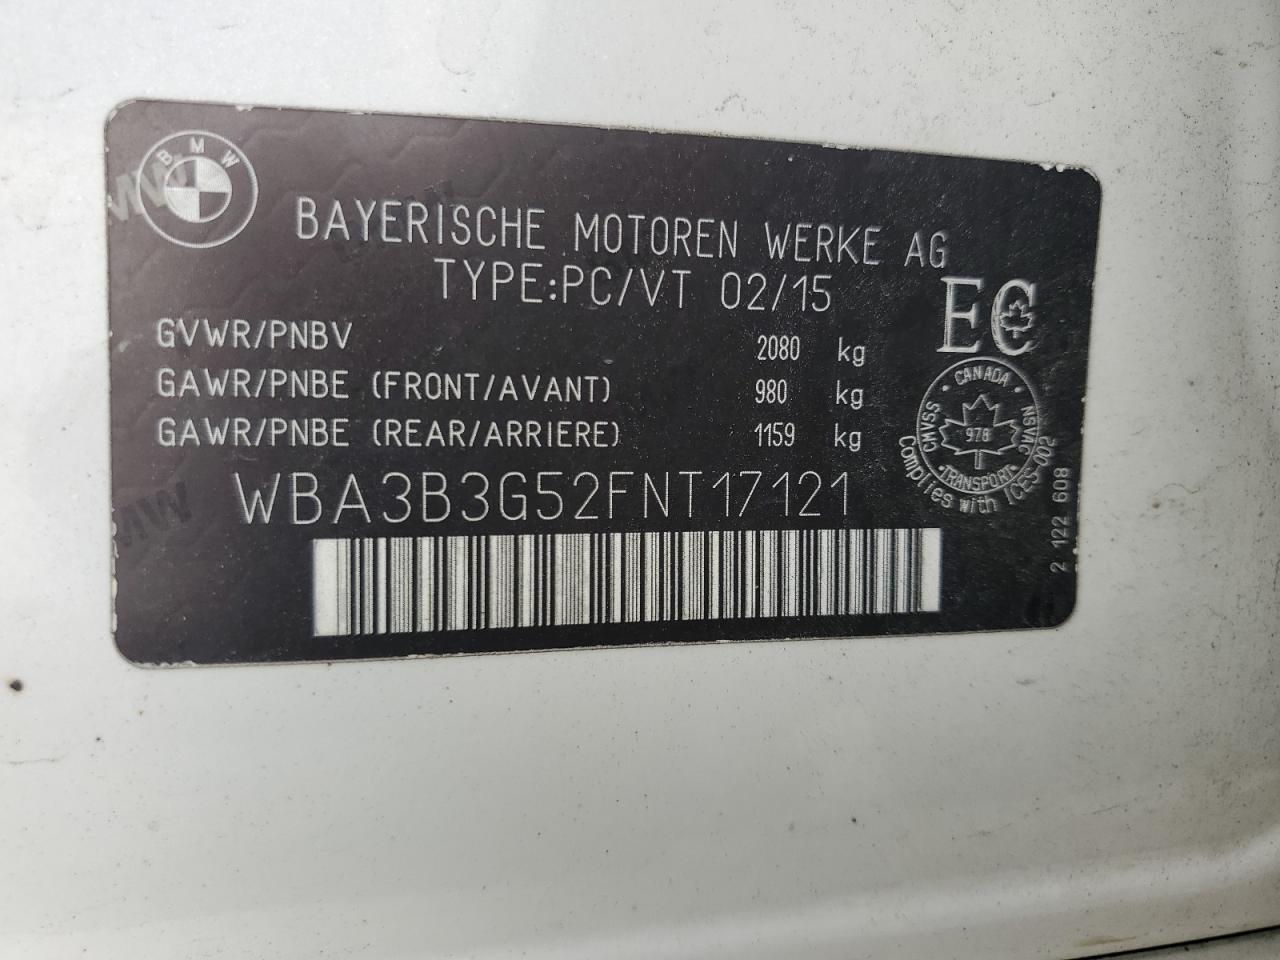 BMW
BAYERISCHE MOTOREN WERKE AG
TYPE:PC/VT 02/15
GVWR/PNBV 2080 kg
GAWR/PNBE (FRONT/AVANT) 980 kg
GAWR/PNBE (REAR/ARRIERE) 1159 kg
WBA3B3G52FNT17121
EC
CANADA
CMVSS
NSVAC
978
TRANSPORT
Complies with ICES-002
2 122 608